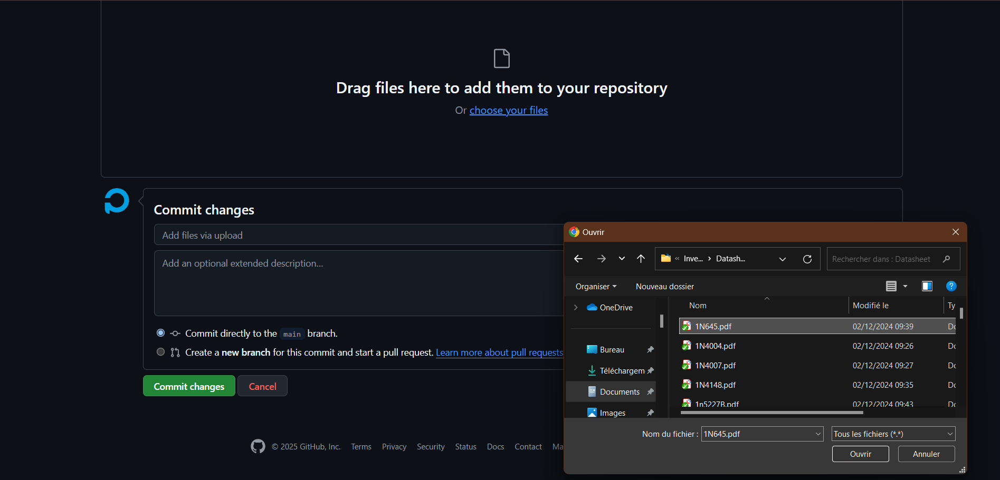 Drag files here to add them to your repository
Or choose your files
Commit changes
Add files via upload
Add an optional extended description...
Commit directly to the main branch.
Create a new branch for this commit and start a pull request. Learn more about pull requests
Commit changes
Cancel
© 2025 GitHub, Inc.
Terms
Privacy
Security
Status
Docs
Contact
Ma
Ouvrir
« Inve... › Datash...
Rechercher dans : Datasheet
Organiser
Nouveau dossier
OneDrive
Bureau
Téléchargem
Documents
Images
Nom
Modifié le
Ty
1N645.pdf 02/12/2024 09:39 Do
1N4004.pdf 02/12/2024 09:26 Do
1N4007.pdf 02/12/2024 09:27 Do
1N4148.pdf 02/12/2024 09:35 Do
1n5227B.pdf 02/12/2024 09:43 Do
Nom du fichier : 1N645.pdf
Tous les fichiers (*.*)
Ouvrir
Annuler